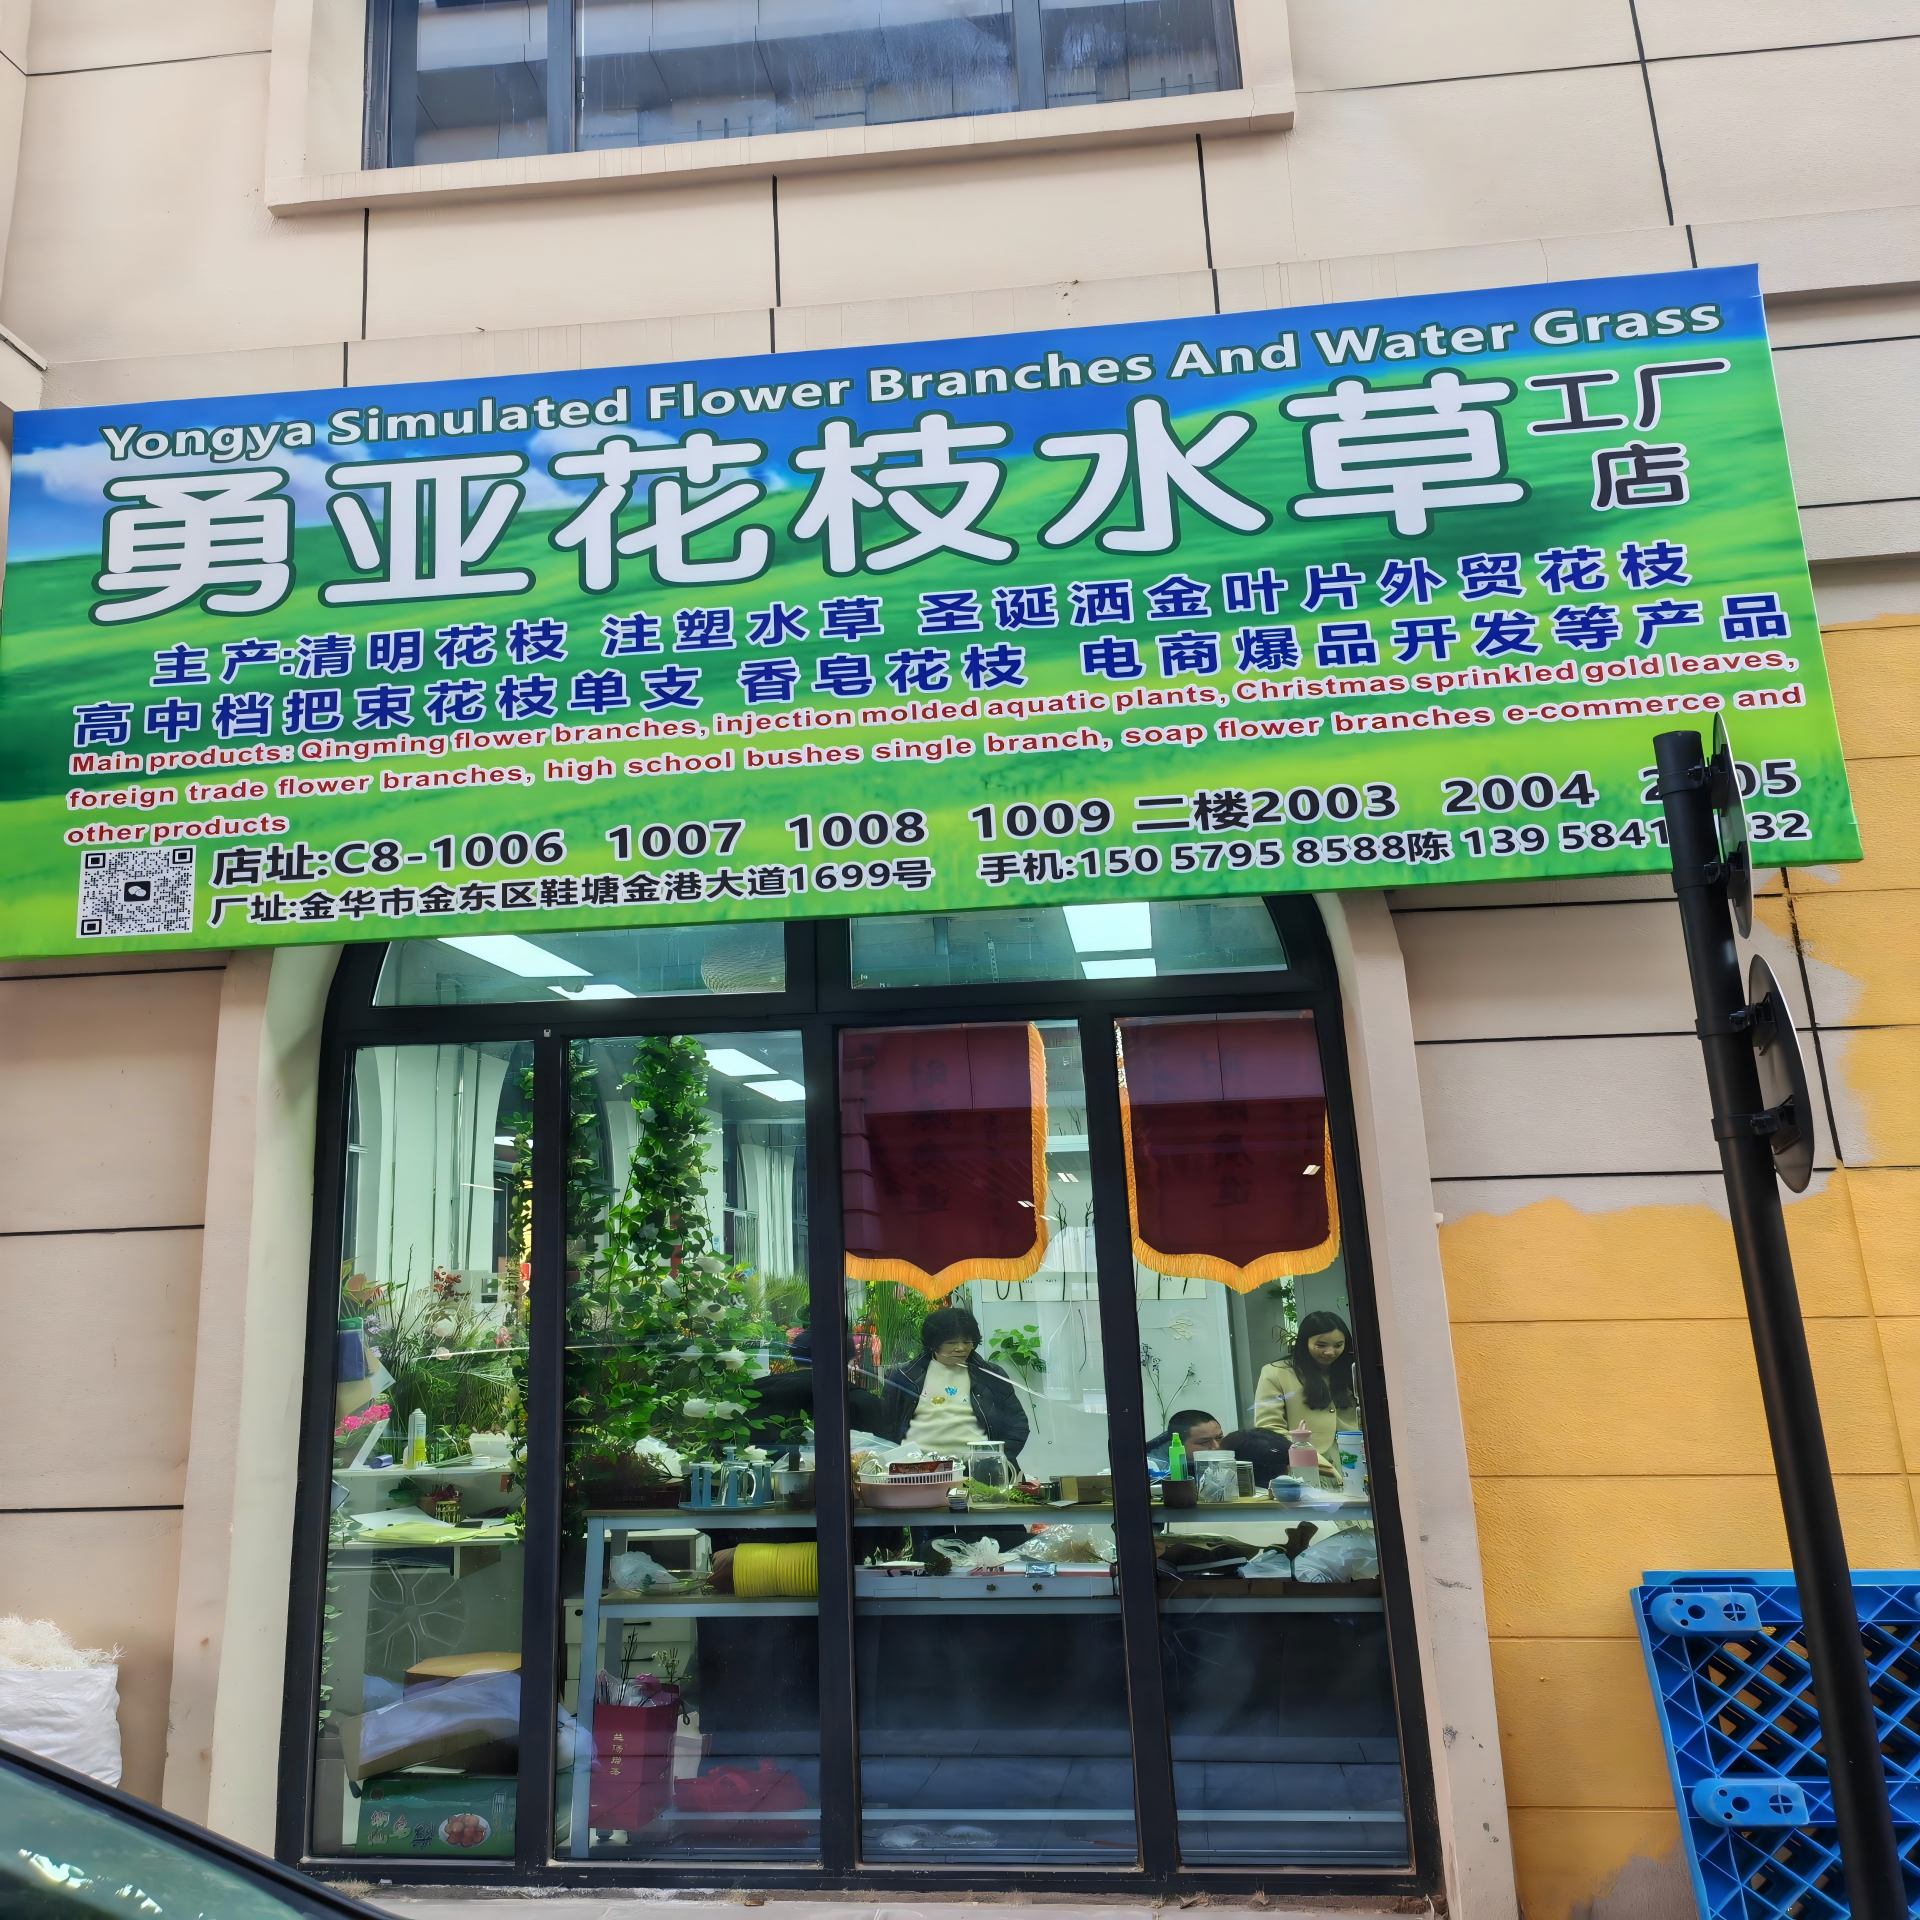 Yongya Simulated Flower Branches And Water Grass
勇亚花枝水草工厂店
主产:清明花枝 注塑水草 圣诞洒金叶片外贸花枝
高中档把束花枝单支 香皂花枝 电商爆品开发等产品
Main products: Qingming flower branches, injection molded aquatic plants, Christmas sprinkled gold leaves,
foreign trade flower branches, high school bushes single branch, soap flower branches e-commerce and
other products
店址:C8-1006 1007 1008 1009 二楼2003 2004
厂址:金华市金东区鞋塘金港大道1699号 手机:150 5795 8588陈 139